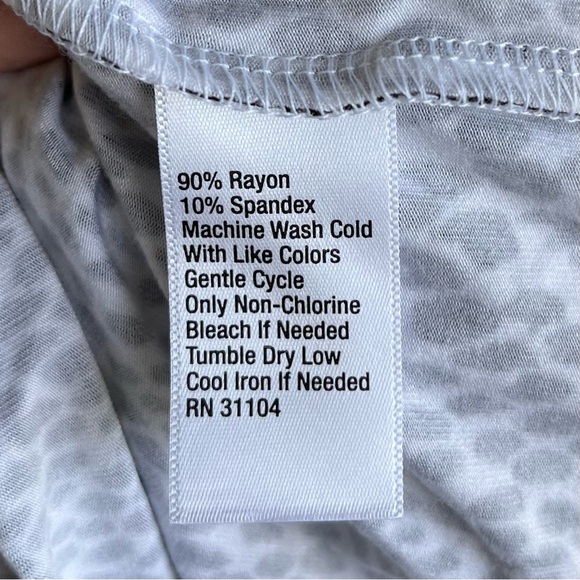 90% Rayon
10% Spandex
Machine Wash Cold
With Like Colors
Gentle Cycle
Only Non-Chlorine
Bleach If Needed
Tumble Dry Low
Cool Iron If Needed
RN 31104